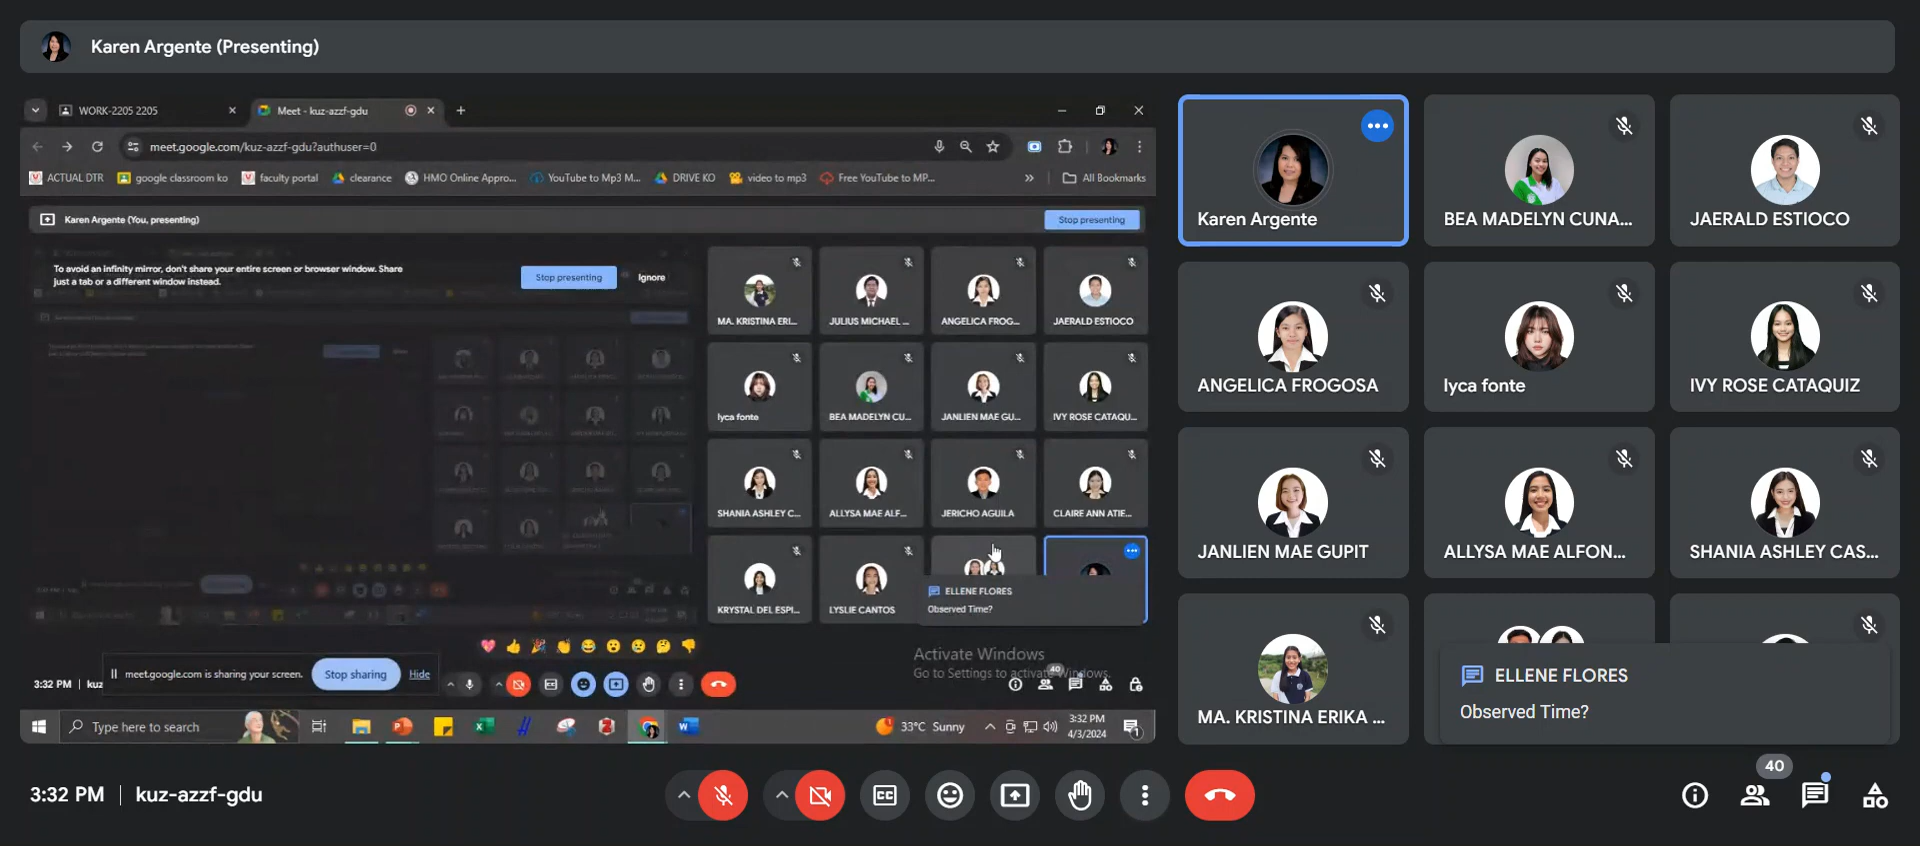 Karen Argente (Presenting)
WORK-2205 2205
Meet - kuz-azzf-gdu
meet.google.com/kuz-azzf-gdu?authuser=0
ACTUAL DTR
google classroom ko
faculty portal
clearance
HMO Online Appro...
YouTube to Mp3 M...
DRIVE KO
video to mp3
Free YouTube to MP...
»
All Bookmarks
Karen Argente (You, presenting)
Stop presenting
To avoid an infinity mirror, don't share your entire screen or browser window. Share
just a tab or a different window instead.
Stop presenting
Ignore
MA. KRISTINA ERI...
JULIUS MICHAEL ...
ANGELICA FROG...
JAERALD ESTIOCO
lyca fonte
BEA MADELYN CU...
JANLIEN MAE GU...
IVY ROSE CATAQU...
SHANIA ASHLEY C...
ALLYSA MAE ALF...
JERICHO AGUILA
CLAIRE ANN ATIE...
KRYSTAL DEL ESPI...
LYSLIE CANTOS
ELLENE FLORES
Observed Time?
Activate Windows
Go to Settings to activate Windows.
meet.google.com is sharing your screen.
Stop sharing
Hide
3:32 PM | kuz
40
Type here to search
33°C Sunny
3:32 PM
4/3/2024
1
Karen Argente
BEA MADELYN CUNA...
JAERALD ESTIOCO
ANGELICA FROGOSA
lyca fonte
IVY ROSE CATAQUIZ
JANLIEN MAE GUPIT
ALLYSA MAE ALFON...
SHANIA ASHLEY CAS...
MA. KRISTINA ERIKA ...
ELLENE FLORES
Observed Time?
3:32 PM | kuz-azzf-gdu
CC
40